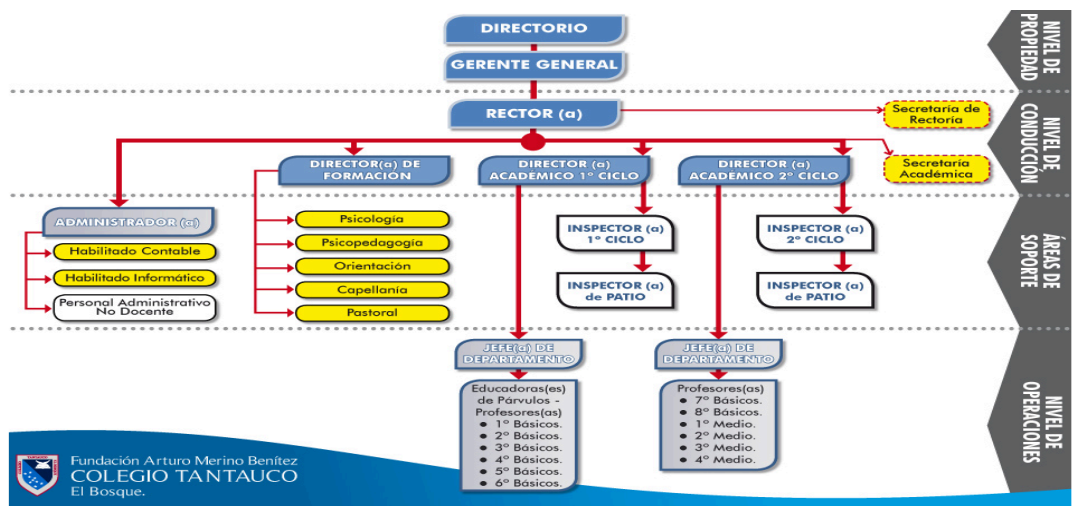 DIRECTORIO
GERENTE GENERAL
NIVEL DE
PROPIEDAD
RECTOR (a)
Secretaría de
Rectoría
NIVEL DE
CONDUCCIÓN
DIRECTOR(a) DE
FORMACIÓN
DIRECTOR (a)
ACADÉMICO 1º CICLO
DIRECTOR (a)
ACADÉMICO 2º CICLO
Secretaría
Académica
ADMINISTRADOR (a)
Habilitado Contable
Habilitado Informático
Personal Administrativo
No Docente
Psicología
Psicopedagogía
Orientación
Capellanía
Pastoral
INSPECTOR (a)
1º CICLO
INSPECTOR (a)
de PATIO
INSPECTOR (a)
2º CICLO
INSPECTOR (a)
de PATIO
ÁREAS DE
SOPORTE
JEFE(a) DE
DEPARTAMENTO
Educadoras(es)
de Párvulos -
Profesores(as)
● 1º Básicos.
● 2º Básicos.
● 3º Básicos.
● 4º Básicos.
● 5º Básicos.
● 6º Básicos.
JEFE(a) DE
DEPARTAMENTO
Profesores(as)
● 7º Básicos.
● 8º Básicos.
● 1º Medio.
● 2º Medio.
● 3º Medio.
● 4º Medio.
NIVEL DE
OPERACIONES
Fundación Arturo Merino Benítez
COLEGIO TANTAUCO
El Bosque.